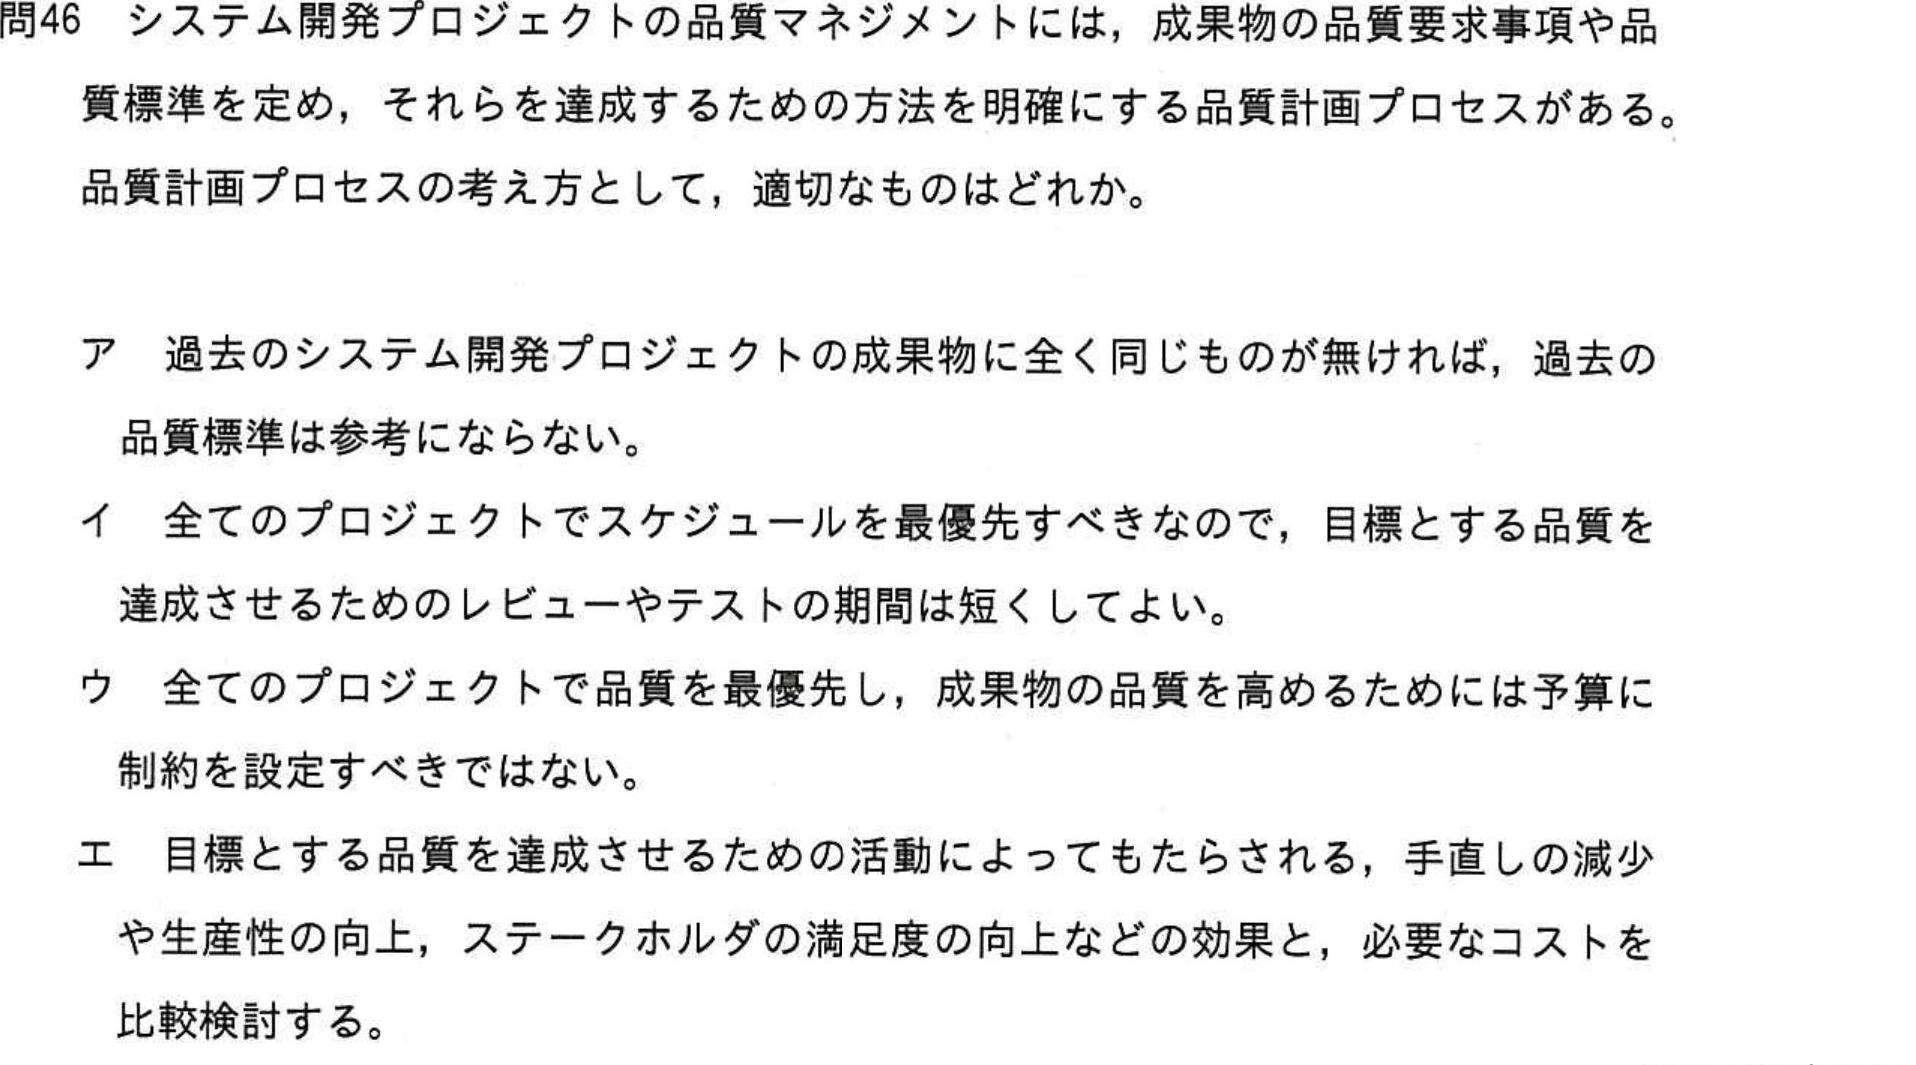 問46 システム開発プロジェクトの品質マネジメントには，成果物の品質要求事項や品
質標準を定め，それらを達成するための方法を明確にする品質計画プロセスがある。
品質計画プロセスの考え方として，適切なものはどれか。
ア 過去のシステム開発プロジェクトの成果物に全く同じものが無ければ，過去の
品質標準は参考にならない。
イ 全てのプロジェクトでスケジュールを最優先すべきなので，目標とする品質を
達成させるためのレビューやテストの期間は短くしてよい。
ウ 全てのプロジェクトで品質を最優先し，成果物の品質を高めるためには予算に
制約を設定すべきではない。
エ 目標とする品質を達成させるための活動によってもたらされる，手直しの減少
や生産性の向上，ステークホルダの満足度の向上などの効果と，必要なコストを
比較検討する。